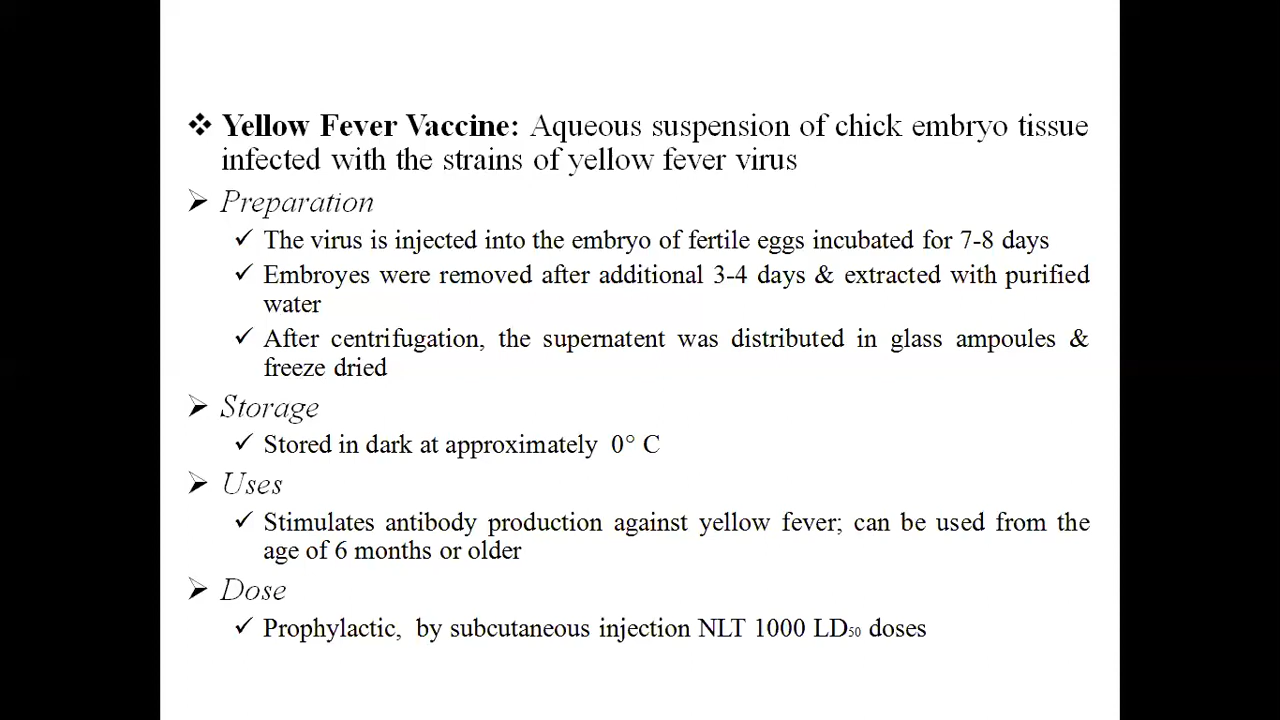 ❖ Yellow Fever Vaccine: Aqueous suspension of chick embryo tissue
infected with the strains of yellow fever virus
➢ Preparation
✓ The virus is injected into the embryo of fertile eggs incubated for 7-8 days
✓ Embroyes were removed after additional 3-4 days & extracted with purified
water
✓ After centrifugation, the supernatent was distributed in glass ampoules &
freeze dried
➢ Storage
✓ Stored in dark at approximately 0° C
➢ Uses
✓ Stimulates antibody production against yellow fever; can be used from the
age of 6 months or older
➢ Dose
✓ Prophylactic, by subcutaneous injection NLT 1000 LD₅₀ doses